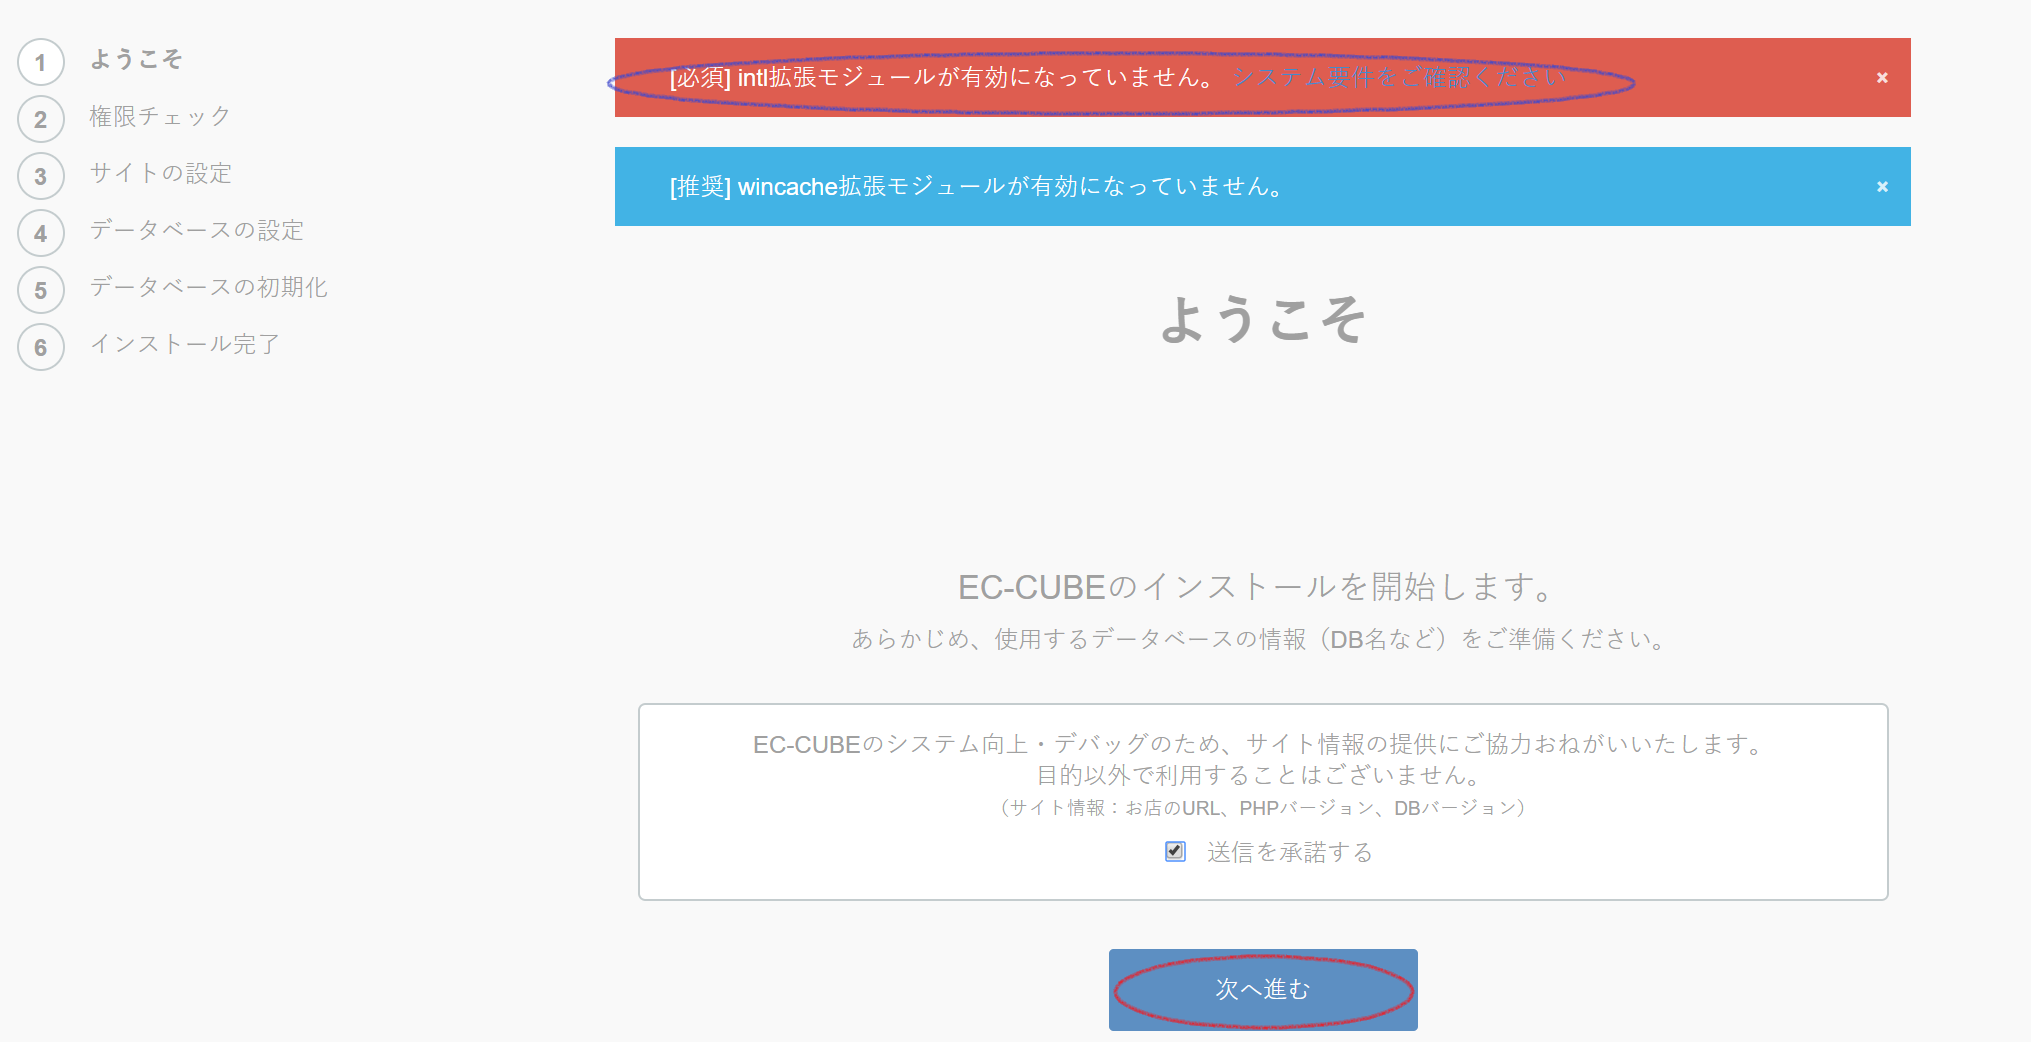 1 ようこそ
2 権限チェック
3 サイトの設定
4 データベースの設定
5 データベースの初期化
6 インストール完了
[必須] intl拡張モジュールが有効になっていません。 システム要件をご確認ください ×
[推奨] wincache拡張モジュールが有効になっていません。 ×
ようこそ
EC-CUBEのインストールを開始します。
あらかじめ、使用するデータベースの情報（DB名など）をご準備ください。
EC-CUBEのシステム向上・デバッグのため、サイト情報の提供にご協力おねがいいたします。
目的以外で利用することはございません。
（サイト情報：お店のURL、PHPバージョン、DBバージョン）
送信を承諾する
次へ進む